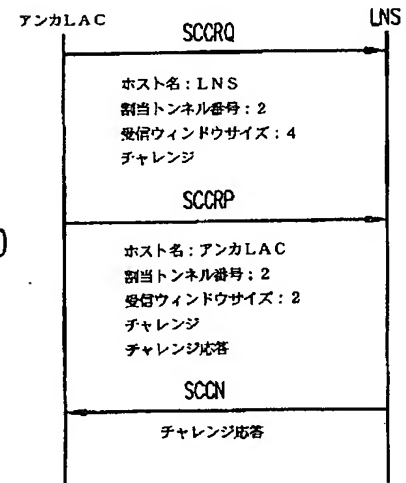 アンカLAC
LNS
SCCRQ
ホスト名：LNS
割当トンネル番号：2
受信ウィンドウサイズ：4
チャレンジ
SCCRP
ホスト名：アンカLAC
割当トンネル番号：2
受信ウィンドウサイズ：2
チャレンジ
チャレンジ応答
SCCN
チャレンジ応答